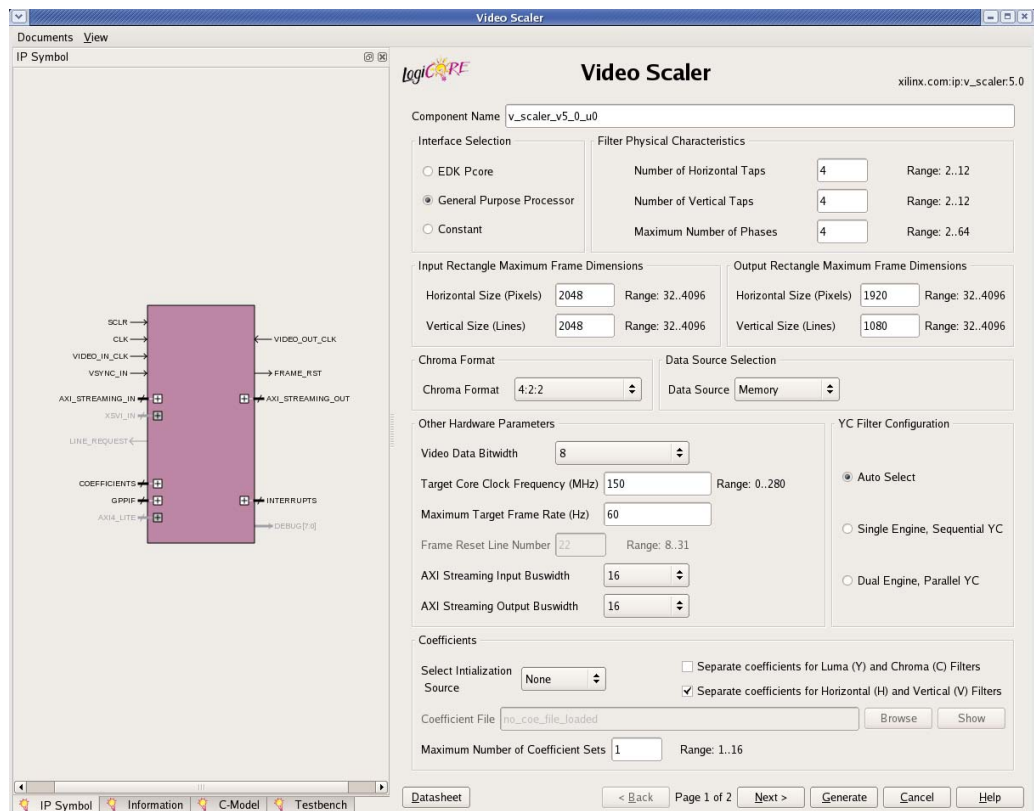 Video Scaler
Documents View
IP Symbol
LogiCORE
Video Scaler
xilinx.com:ip:v_scaler:5.0
Component Name v_scaler_v5_0_u0
Interface Selection
EDK Pcore
General Purpose Processor
Constant
Filter Physical Characteristics
Number of Horizontal Taps 4 Range: 2..12
Number of Vertical Taps 4 Range: 2..12
Maximum Number of Phases 4 Range: 2..64
Input Rectangle Maximum Frame Dimensions
Horizontal Size (Pixels) 2048 Range: 32..4096
Vertical Size (Lines) 2048 Range: 32..4096
Output Rectangle Maximum Frame Dimensions
Horizontal Size (Pixels) 1920 Range: 32..4096
Vertical Size (Lines) 1080 Range: 32..4096
SCLR
CLK
VIDEO_IN_CLK
VSYNC_IN
AXI_STREAMING_IN
XSVI_IN
LINE_REQUEST
COEFFICIENTS
GPPIF
AXI4_LITE
VIDEO_OUT_CLK
FRAME_RST
AXI_STREAMING_OUT
INTERRUPTS
DEBUG[7:0]
Chroma Format
Chroma Format 4:2:2
Data Source Selection
Data Source Memory
Other Hardware Parameters
Video Data Bitwidth 8
Target Core Clock Frequency (MHz) 150 Range: 0..280
Maximum Target Frame Rate (Hz) 60
Frame Reset Line Number 22 Range: 8..31
AXI Streaming Input Buswidth 16
AXI Streaming Output Buswidth 16
YC Filter Configuration
Auto Select
Single Engine, Sequential YC
Dual Engine, Parallel YC
Coefficients
Select Intialization
Source
None
Separate coefficients for Luma (Y) and Chroma (C) Filters
Separate coefficients for Horizontal (H) and Vertical (V) Filters
Coefficient File no_coe_file_loaded Browse Show
Maximum Number of Coefficient Sets 1 Range: 1..16
IP Symbol Information C-Model Testbench
Datasheet < Back Page 1 of 2 Next > Generate Cancel Help